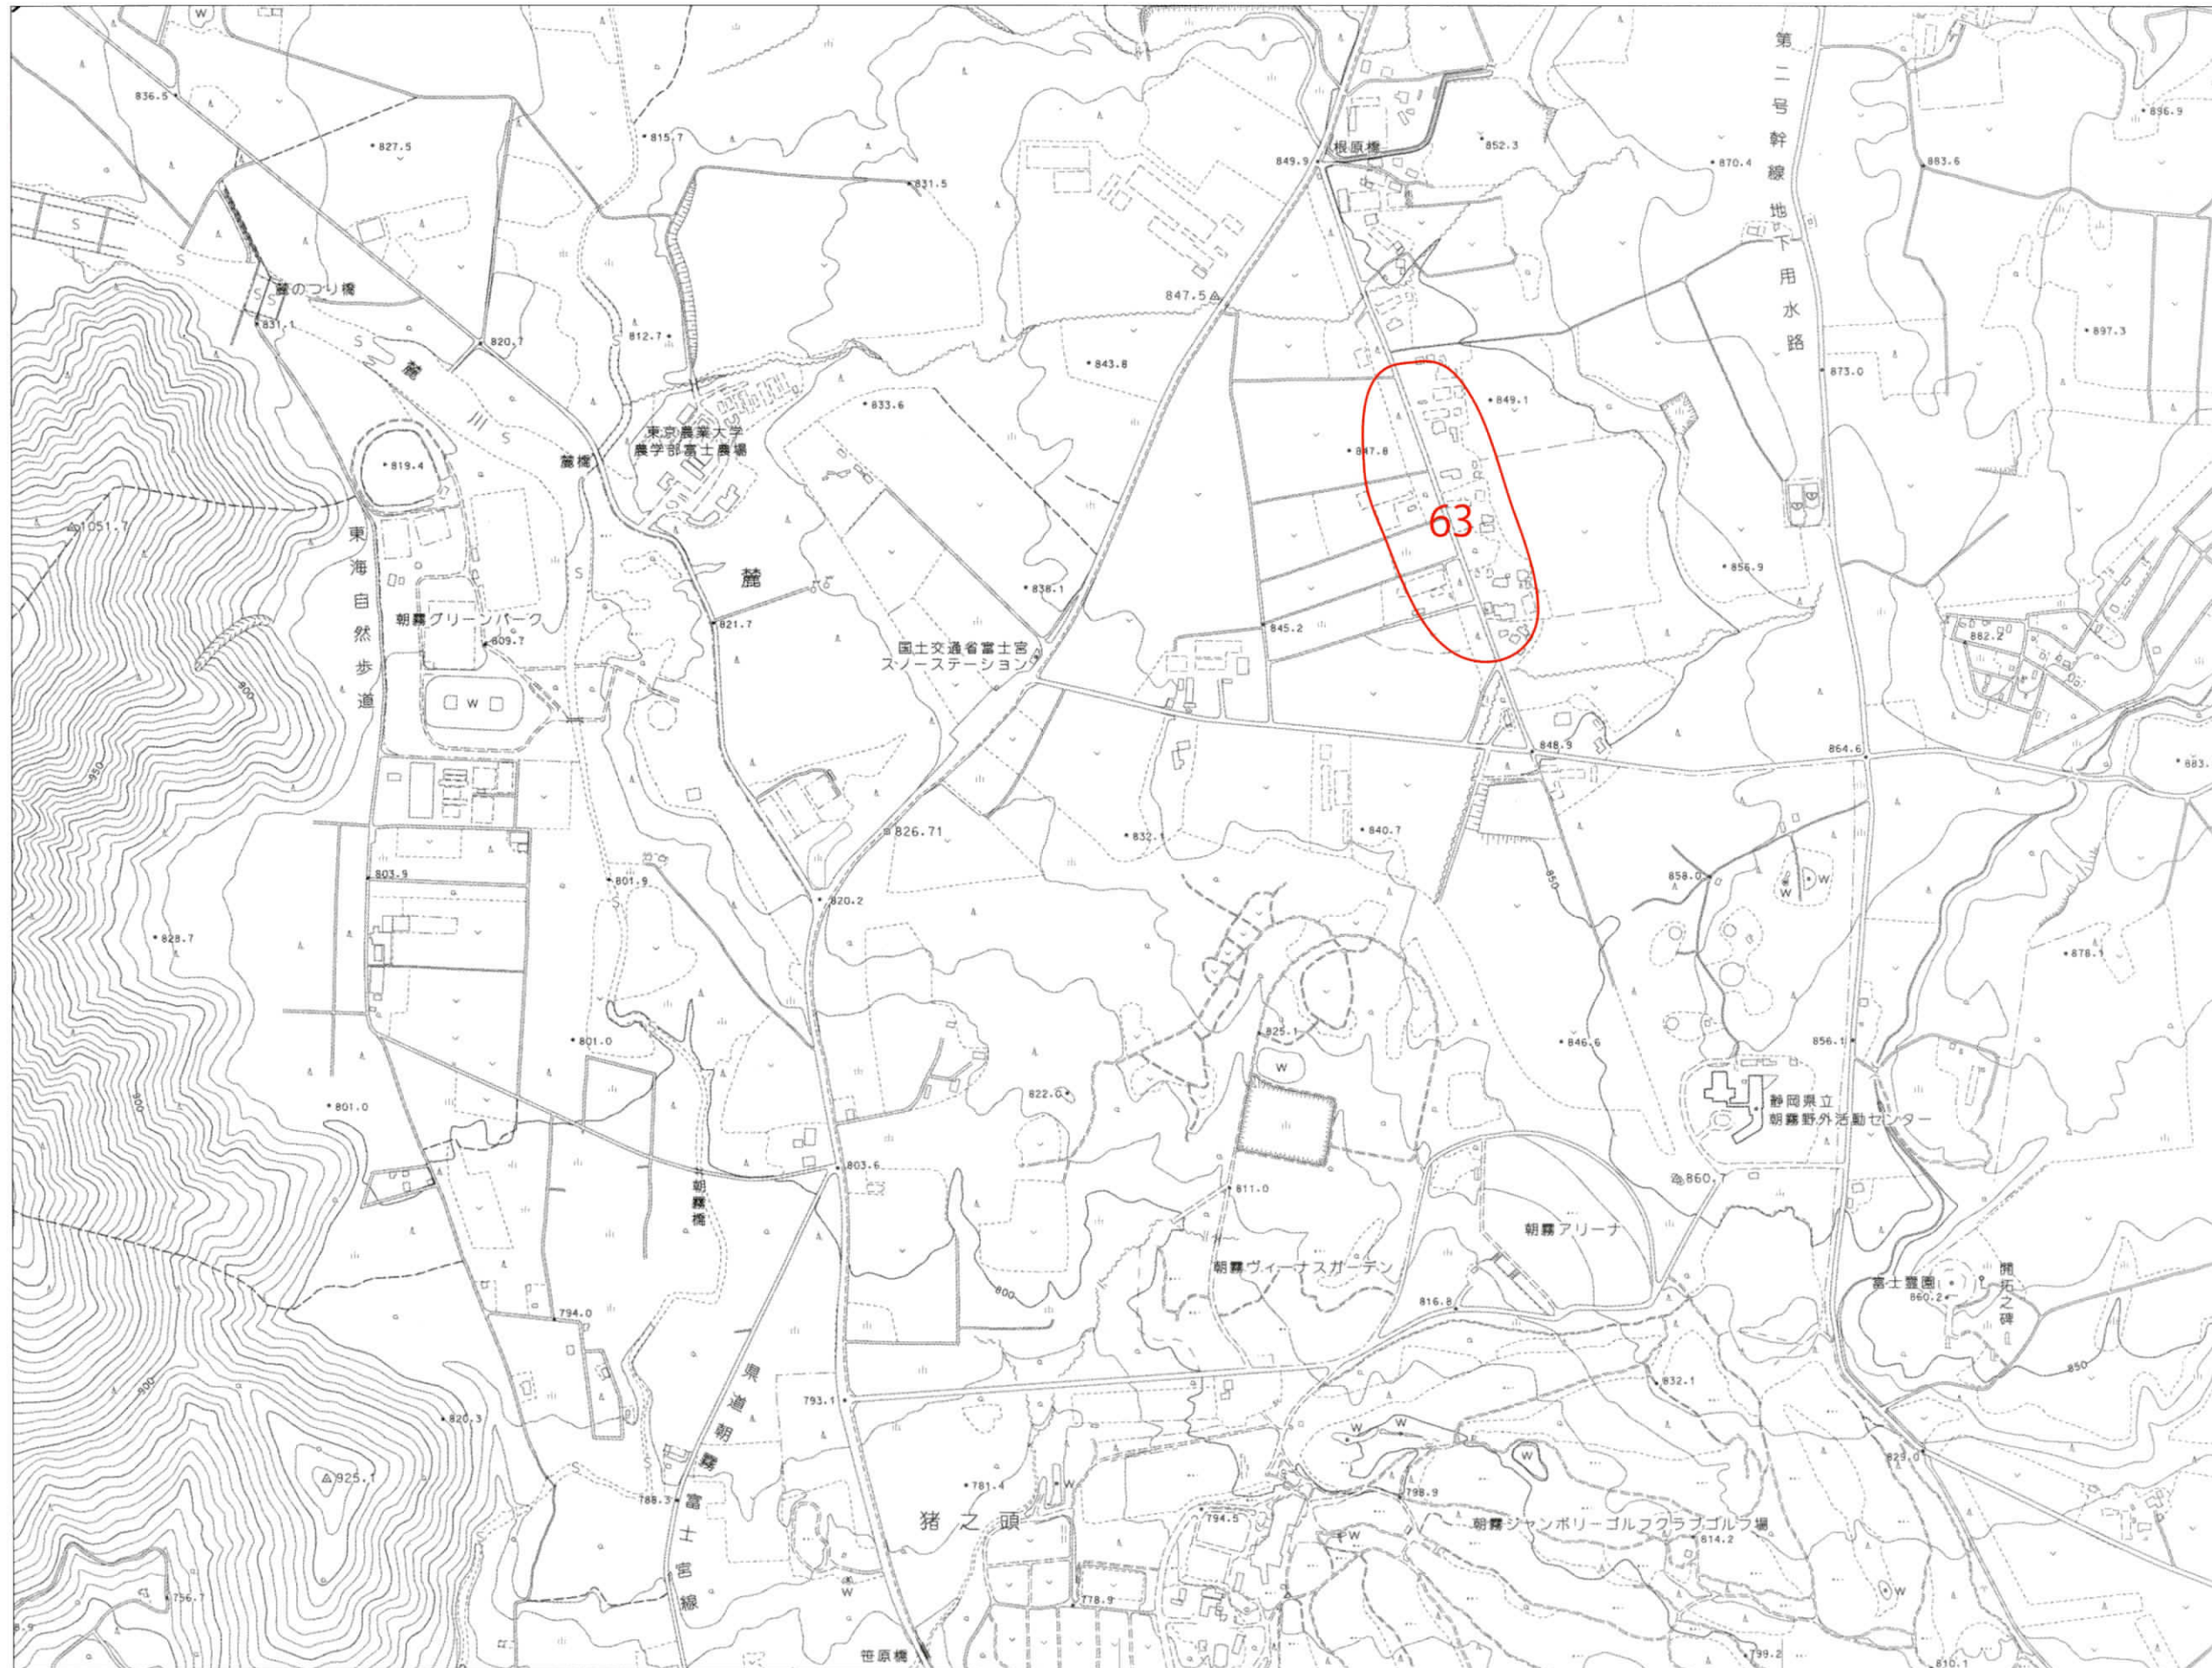 W
836.5
827.5
815.7
831.5
849.9
根原橋
852.3
870.4
第二号幹線地下用水路
883.6
896.9
S
S
麓のつり橋
S
S
831.1
S
820.7
812.7
847.5
843.8
897.3
873.0
麓川
S
833.6
849.1
東京農業大学
農学部富士農場
麓橋
819.4
847.8
1051.7
63
東海自然歩道
S
麓
838.1
856.9
朝霧グリーンパーク
809.7
821.7
845.2
882.2
国土交通省富士宮
スノーステーション
900
W
848.9
864.6
950
883.
826.71
832.1
840.7
803.9
801.9
S
820.2
850
858.0
W
W
828.7
878.1
801.0
825.1
846.6
856.1
W
900
801.0
822.0
静岡県立
朝霧野外活動センター
803.6
朝霧橋
811.0
860.7
朝霧アリーナ
朝霧ヴィーナスガーデン
富士霊園
860.2
開拓之碑
794.0
800
816.8
県道朝霧富士宮線
850
900
793.1
832.1
820.3
W
W
W
829.0
925.1
S
S
781.4
W
788.3
798.9
猪之頭
794.5
朝霧ジャンボリーゴルフクラブゴルフ場
W
814.2
W
W
756.7
778.9
8.9
笹原橋
799.2
810.1